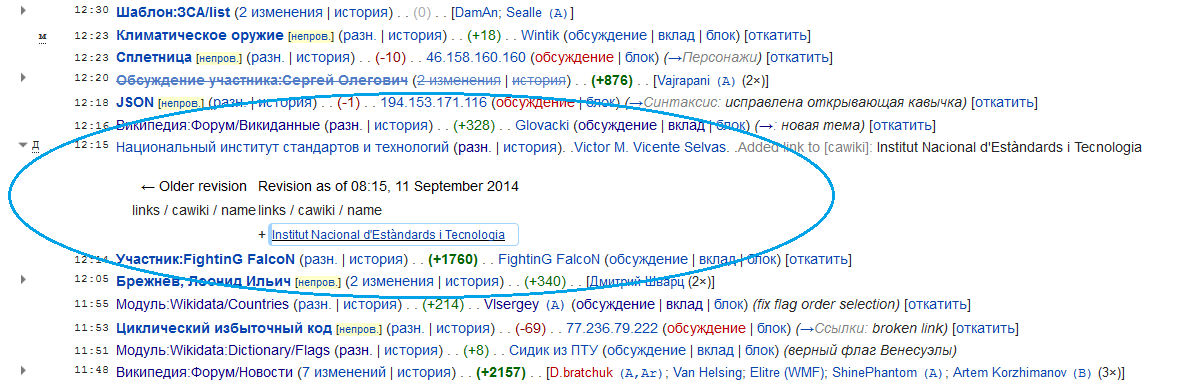 12:30 Шаблон:ЗСА/list (2 изменения | история) . . (0) . . [DamAn; Sealle (А)]
м 12:23 Климатическое оружие [непров.] (разн. | история) . . (+18) . . Wintik (обсуждение | вклад | блок) [откатить]
12:23 Сплетница (разн. | история) . . (-10) . . 46.158.160.160 (обсуждение | блок) (→Персонажи) [откатить]
12:20 Обсуждение участника:Сергей Олегович (2 изменения | история) . . (+876) . . [Vajrapani (А) (2×)]
12:18 JSON [непров.] (разн. | история) . . (-1) . . 194.153.171.116 (обсуждение | блок) (→Синтаксис: исправлена открывающая кавычка) [откатить]
12:16 Википедия:Форум/Викиданные (разн. | история) . . (+328) . . Glovacki (обсуждение | вклад | блок) (→: новая тема) [откатить]
Д 12:15 Национальный институт стандартов и технологий (разн. | история). .Victor M. Vicente Selvas. .Added link to [cawiki]: Institut Nacional d'Estàndards i Tecnologia
← Older revision Revision as of 08:15, 11 September 2014
links / cawiki / name links / cawiki / name
+ Institut Nacional d'Estàndards i Tecnologia
12:14 Участник:FightinG FalcoN (разн. | история) . . (+1760) . . FightinG FalcoN (обсуждение | вклад | блок) [откатить]
12:05 Брежнев, Леонид Ильич [непров.] (2 изменения | история) . . (+340) . . [Дмитрий Шварц (2×)]
11:55 Модуль:Wikidata/Countries (разн. | история) . . (+214) . . Vlsergey (А) (обсуждение | вклад | блок) (fix flag order selection) [откатить]
11:53 Циклический избыточный код [непров.] (разн. | история) . . (-69) . . 77.236.79.222 (обсуждение | блок) (→Ссылки: broken link) [откатить]
11:51 Модуль:Wikidata:Dictionary/Flags (разн. | история) . . (+8) . . Сидик из ПТУ (обсуждение | вклад | блок) (верный флаг Венесуэлы)
11:48 Википедия:Форум/Новости (7 изменений | история) . . (+2157) . . [D.bratchuk (А,Ar); Van Helsing; Elitre (WMF); ShinePhantom (А); Artem Korzhimanov (В) (3×)]